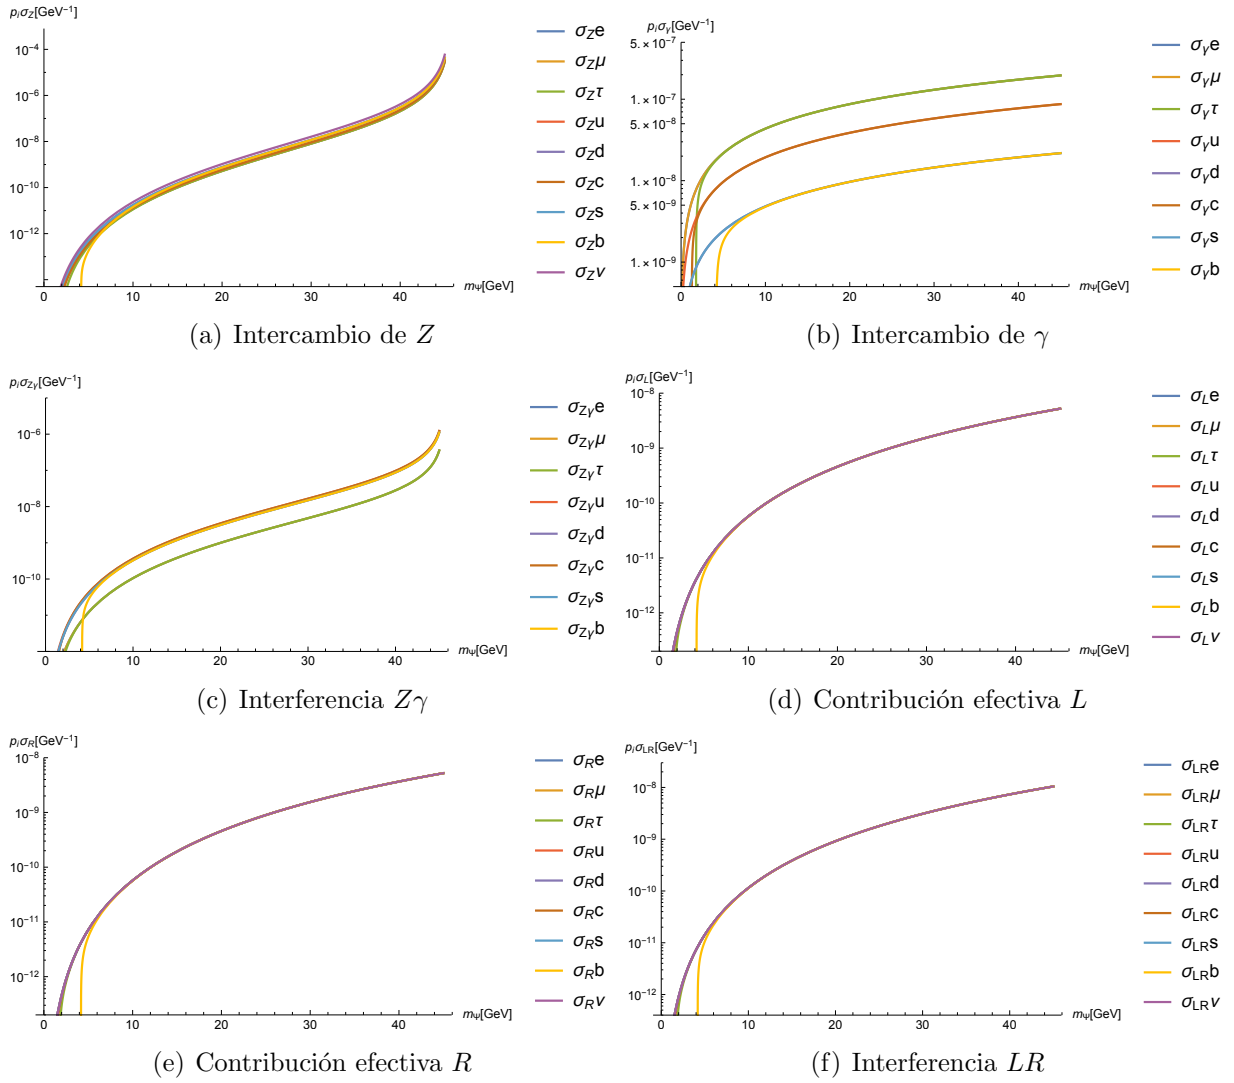 p_iσ_Z[GeV⁻¹]
10⁻⁴
10⁻⁶
10⁻⁸
10⁻¹⁰
10⁻¹²
0 10 20 30 40 m_Ψ[GeV]
σ_Z e
σ_Z μ
σ_Z τ
σ_Z u
σ_Z d
σ_Z c
σ_Z s
σ_Z b
σ_Z ν
(a) Intercambio de Z
p_iσ_γ[GeV⁻¹]
5.×10⁻⁷
1.×10⁻⁷
5.×10⁻⁸
1.×10⁻⁸
5.×10⁻⁹
1.×10⁻⁹
0 10 20 30 40 m_Ψ[GeV]
σ_γ e
σ_γ μ
σ_γ τ
σ_γ u
σ_γ d
σ_γ c
σ_γ s
σ_γ b
(b) Intercambio de γ
p_iσ_Zγ[GeV⁻¹]
10⁻⁶
10⁻⁸
10⁻¹⁰
0 10 20 30 40 m_Ψ[GeV]
σ_Zγ e
σ_Zγ μ
σ_Zγ τ
σ_Zγ u
σ_Zγ d
σ_Zγ c
σ_Zγ s
σ_Zγ b
(c) Interferencia Zγ
p_iσ_L[GeV⁻¹]
10⁻⁸
10⁻⁹
10⁻¹⁰
10⁻¹¹
10⁻¹²
0 10 20 30 40 m_Ψ[GeV]
σ_L e
σ_L μ
σ_L τ
σ_L u
σ_L d
σ_L c
σ_L s
σ_L b
σ_L ν
(d) Contribución efectiva L
p_iσ_R[GeV⁻¹]
10⁻⁸
10⁻⁹
10⁻¹⁰
10⁻¹¹
10⁻¹²
0 10 20 30 40 m_Ψ[GeV]
σ_R e
σ_R μ
σ_R τ
σ_R u
σ_R d
σ_R c
σ_R s
σ_R b
σ_R ν
(e) Contribución efectiva R
p_iσ_LR[GeV⁻¹]
10⁻⁸
10⁻⁹
10⁻¹⁰
10⁻¹¹
10⁻¹²
0 10 20 30 40 m_Ψ[GeV]
σ_LR e
σ_LR μ
σ_LR τ
σ_LR u
σ_LR d
σ_LR c
σ_LR s
σ_LR b
σ_LR ν
(f) Interferencia LR